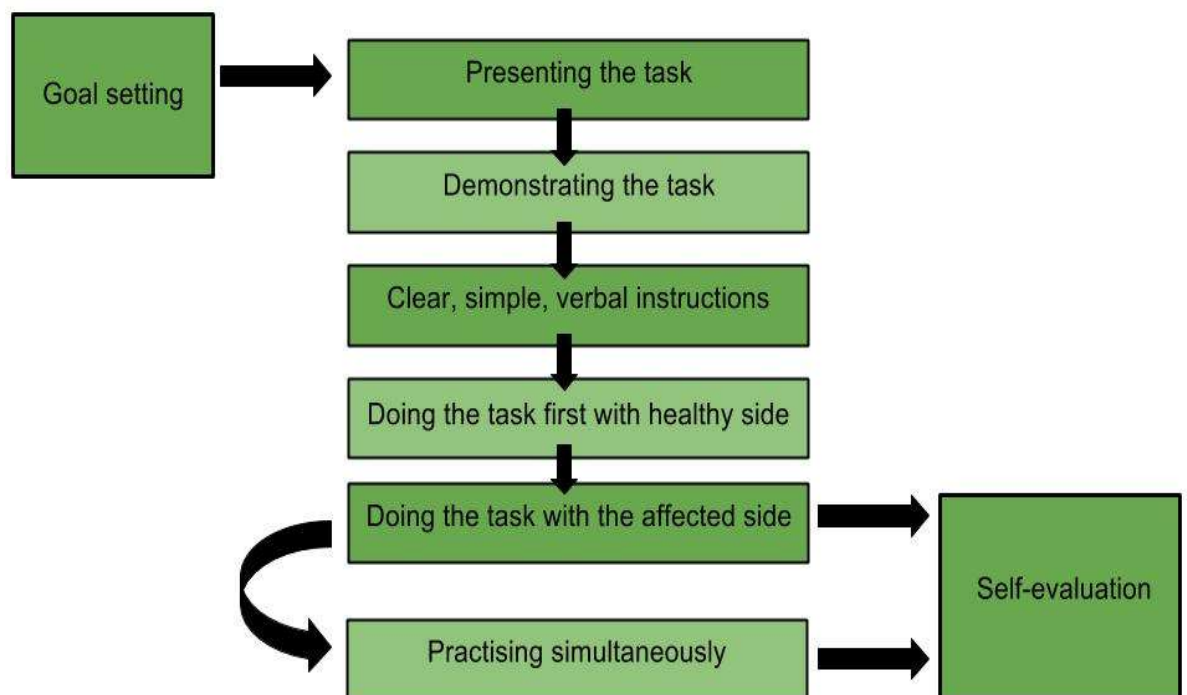 Goal setting
Presenting the task
Demonstrating the task
Clear, simple, verbal instructions
Doing the task first with healthy side
Doing the task with the affected side
Self-evaluation
Practising simultaneously